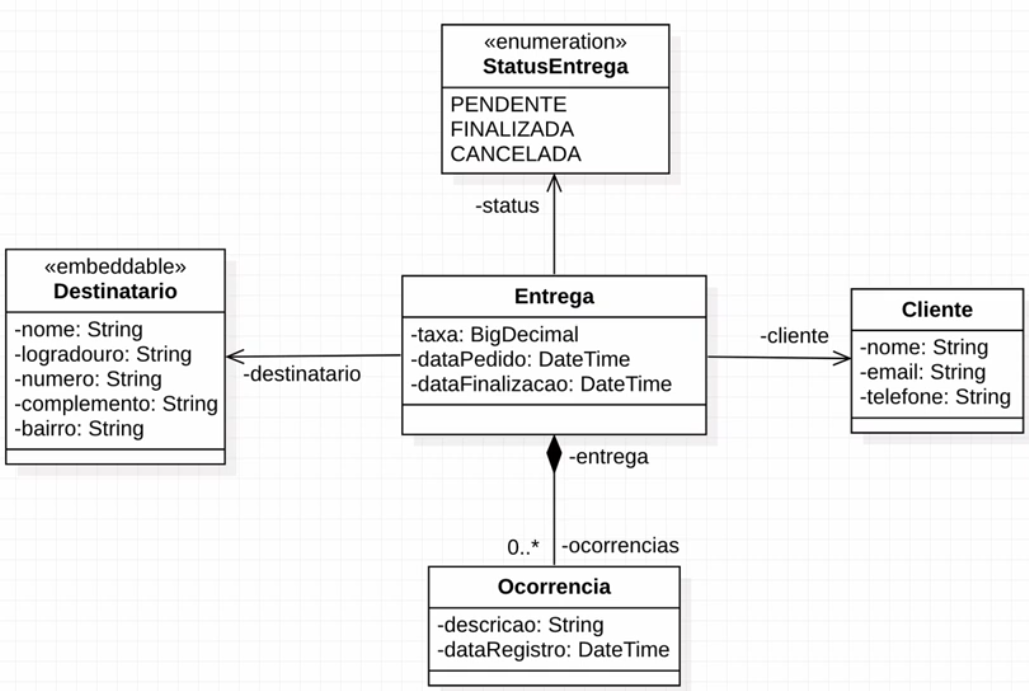 «enumeration»
StatusEntrega
PENDENTE
FINALIZADA
CANCELADA
-status
«embeddable»
Destinatario
-nome: String
-logradouro: String
-numero: String
-complemento: String
-bairro: String
-destinatario
Entrega
-taxa: BigDecimal
-dataPedido: DateTime
-dataFinalizacao: DateTime
-cliente
Cliente
-nome: String
-email: String
-telefone: String
-entrega
0..*
-ocorrencias
Ocorrencia
-descricao: String
-dataRegistro: DateTime